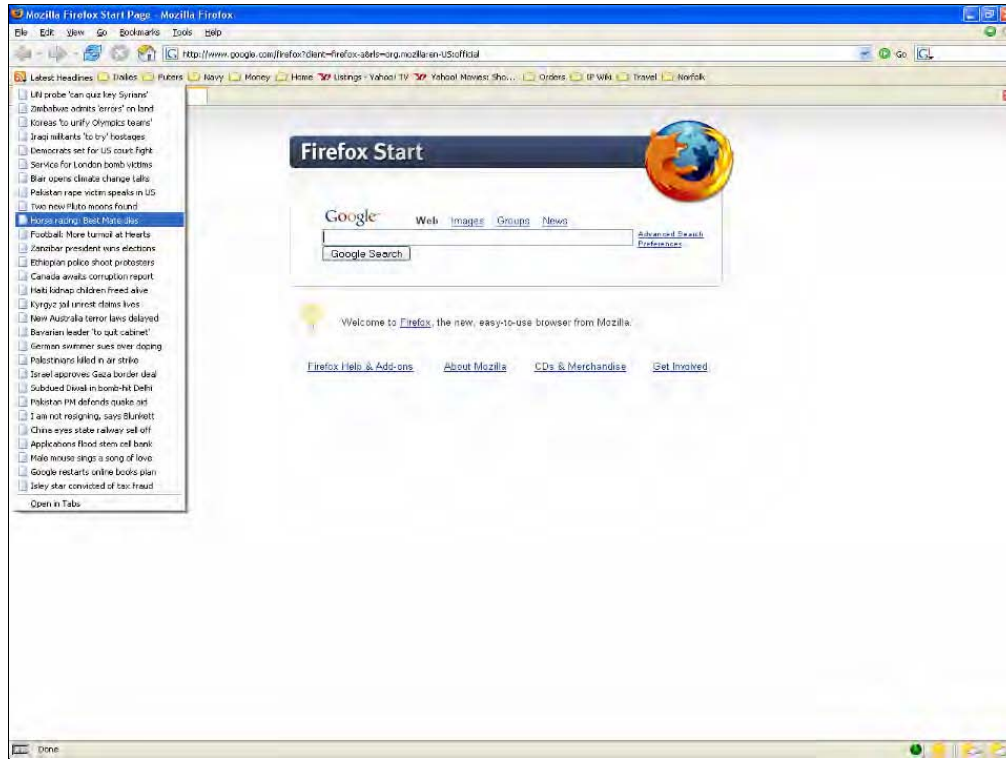 Mozilla Firefox Start Page - Mozilla Firefox
File Edit View Go Bookmarks Tools Help
http://www.google.com/firefox?client=firefox-a&rls=org.mozilla:en-US:official Go
Latest Headlines Dailies Puters Navy Money Home Listings - Yahoo! TV Yahoo! Movies: Sho... Orders IP Wiki Travel Norfolk
UN probe 'can quiz key Syrians'
Zimbabwe admits 'errors' on land
Koreas 'to unify Olympics teams'
Iraqi militants 'to try' hostages
Democrats set for US court fight
Service for London bomb victims
Blair opens climate change talks
Pakistan rape victim speaks in US
Two new Pluto moons found
Horse racing: Best Mate dies
Football: More turmoil at Hearts
Zanzibar president wins elections
Ethiopian police shoot protesters
Canada awaits corruption report
Haiti kidnap children freed alive
Kyrgyz jail unrest claims lives
New Australia terror laws delayed
Bavarian leader 'to quit cabinet'
German swimmer sues over doping
Palestinians killed in air strike
Israel approves Gaza border deal
Subdued Diwali in bomb-hit Delhi
Pakistan PM defends quake aid
I am not resigning, says Blunkett
China eyes state railway sell off
Applications flood stem cell bank
Male mouse sings a song of love
Google restarts online books plan
Isley star convicted of tax fraud
Open in Tabs
Firefox Start
Google Web Images Groups News
Advanced Search
Preferences
Google Search
Welcome to Firefox, the new, easy-to-use browser from Mozilla.
Firefox Help & Add-ons About Mozilla CDs & Merchandise Get Involved
Done